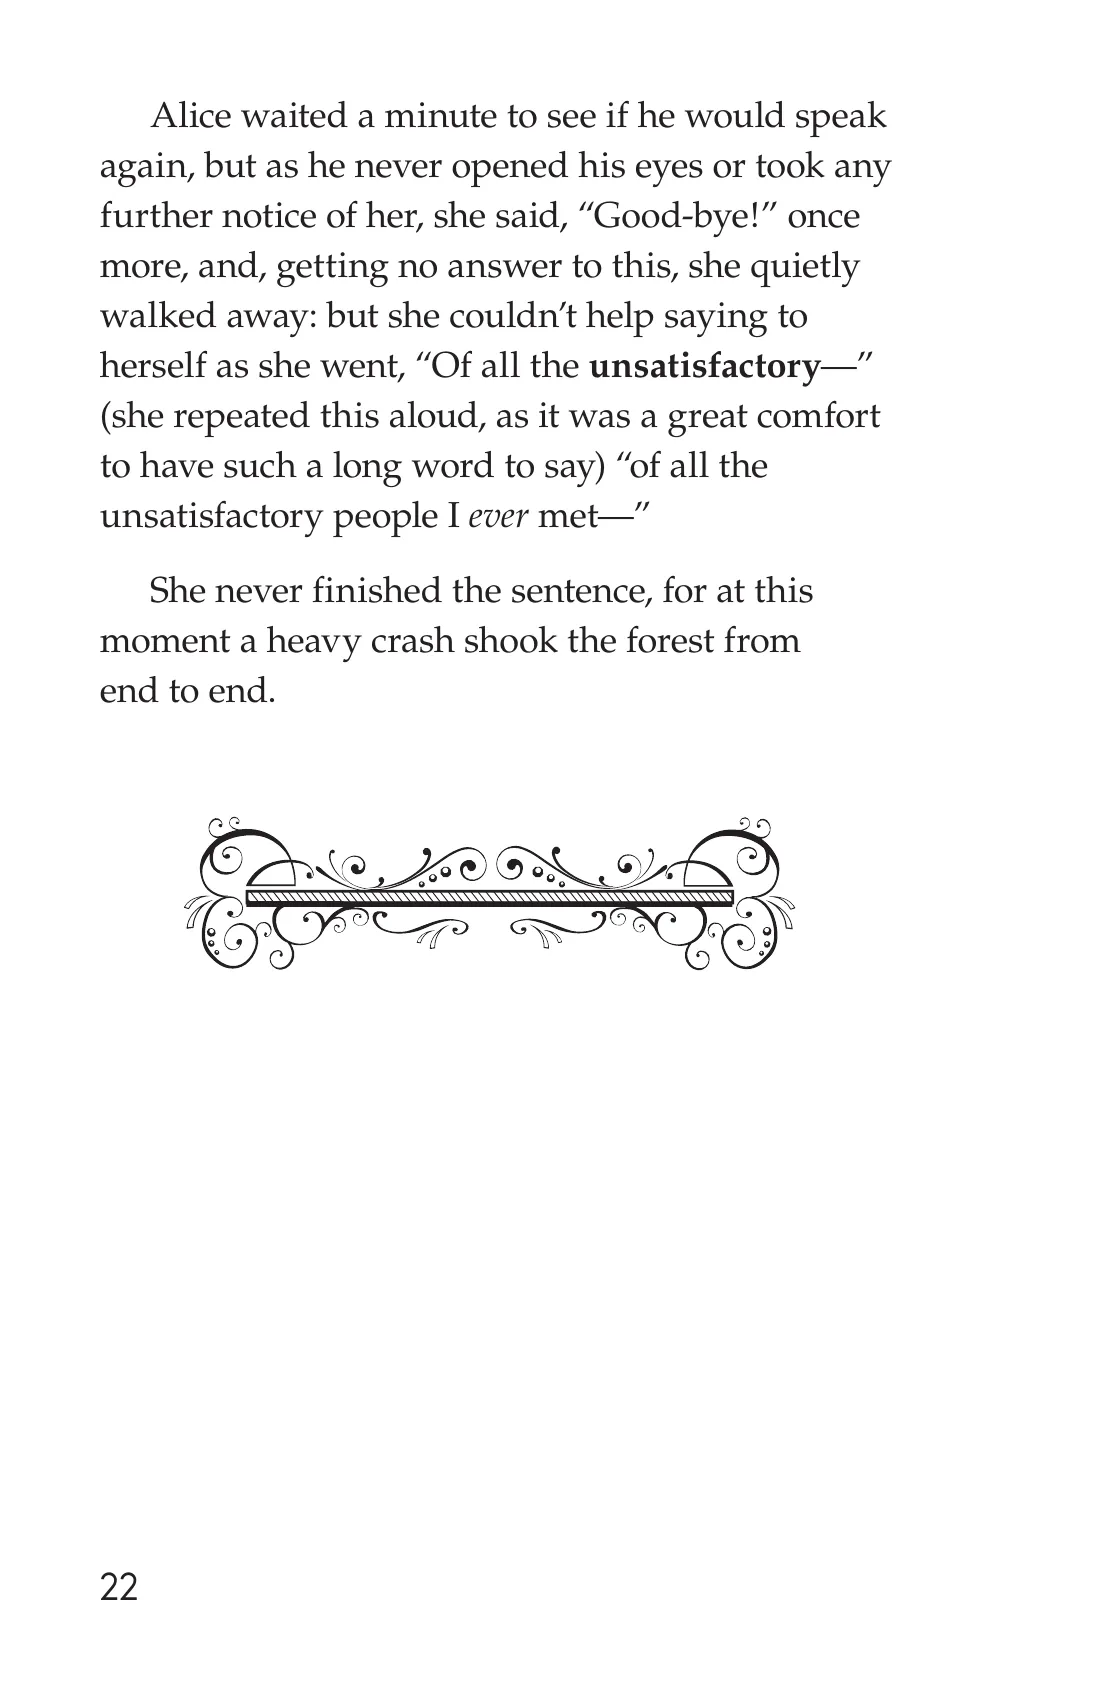 Alice waited a minute to see if he would speak
again, but as he never opened his eyes or took any
further notice of her, she said, “Good-bye!” once
more, and, getting no answer to this, she quietly
walked away: but she couldn’t help saying to
herself as she went, “Of all the unsatisfactory—”
(she repeated this aloud, as it was a great comfort
to have such a long word to say) “of all the
unsatisfactory people I ever met—”
She never finished the sentence, for at this
moment a heavy crash shook the forest from
end to end.
22